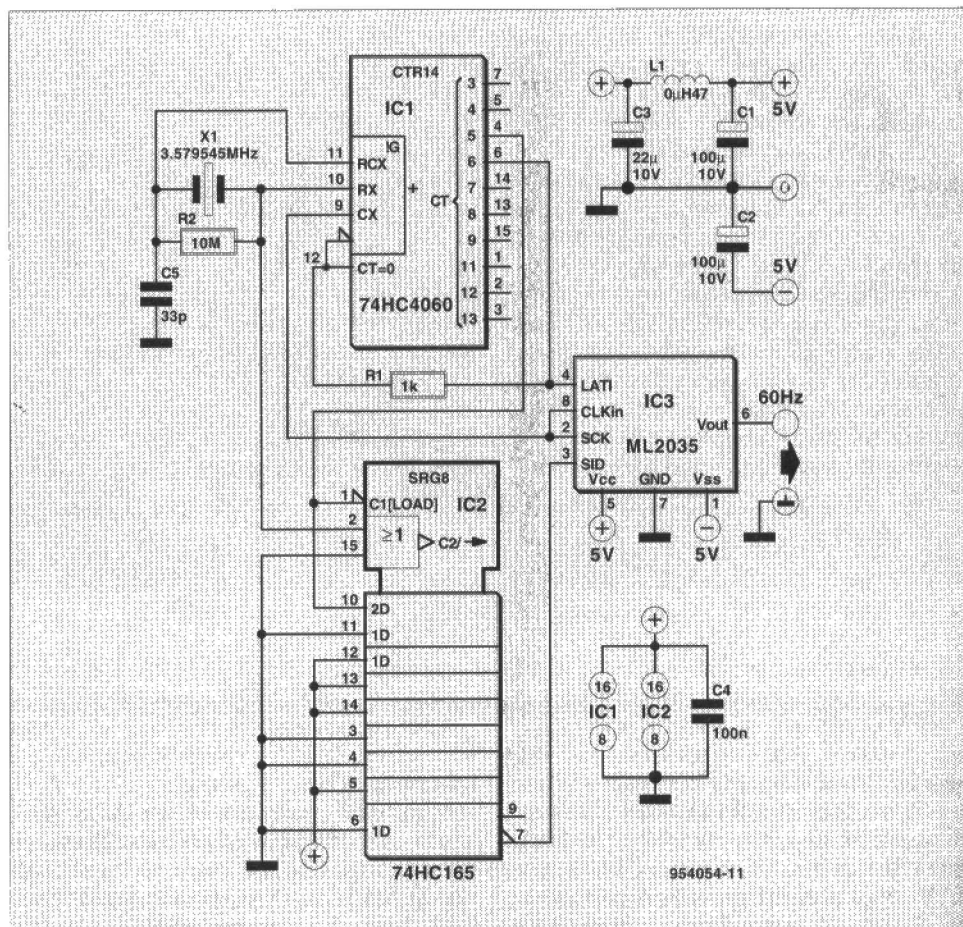 CTR14
IC1
IG
RCX
RX
CX
+
CT=0
CT
74HC4060
11
10
9
12
3
4
5
6
7
8
9
11
12
13
7
5
4
6
14
13
15
1
2
3
X1
3.579545MHz
R2
10M
C5
33p
R1
1k
L1
0µH47
+
+
5V
C3
22µ
10V
C1
100µ
10V
0
C2
100µ
10V
5V
−
4
LATI
8
CLKin
2
SCK
3
SID
IC3
ML2035
Vout
6
60Hz
Vcc
GND
Vss
5
7
1
+
−
5V
5V
SRG8
1
C1[LOAD]
IC2
2
≥1
C2/
15
10
2D
11
1D
12
1D
13
14
3
4
5
6
1D
9
7
+
74HC165
+
16
16
IC1
IC2
8
8
C4
100n
954054-11